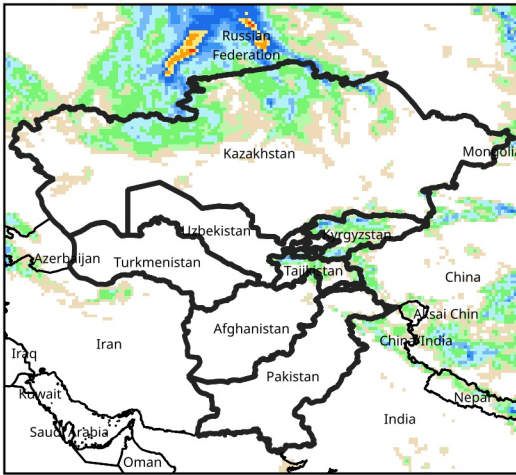 Russian
Federation
Kazakhstan
Mongolia
Uzbekistan
Kyrgyzstan
Azerbaijan
Turkmenistan
Tajikistan
China
Aksai Chin
Afghanistan
China/India
Iran
Iraq
Pakistan
Kuwait
Nepal
India
Saudi Arabia
Oman